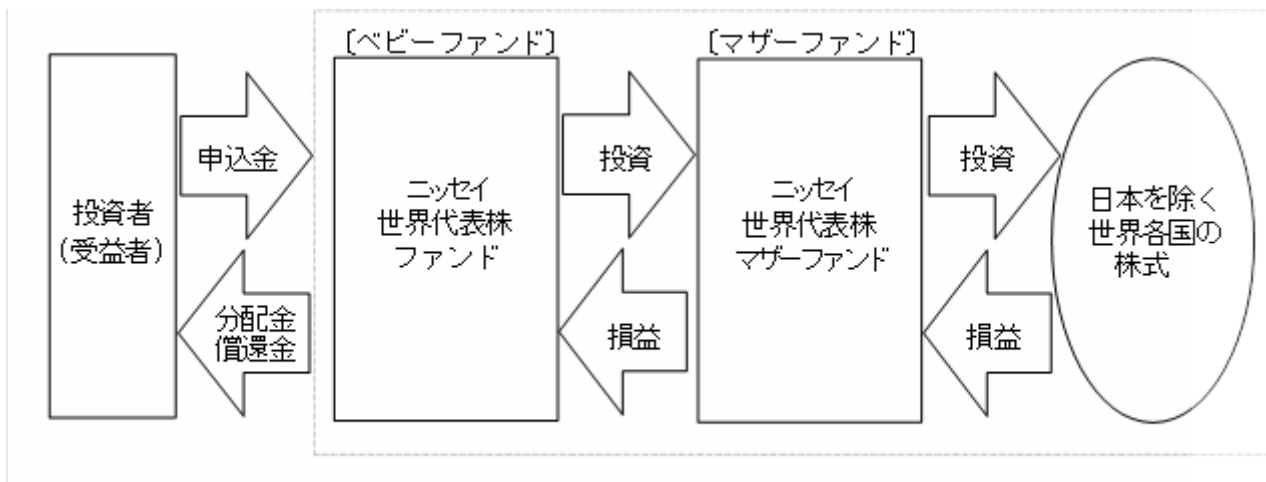 〔ベビーファンド〕
〔マザーファンド〕
投資者
(受益者)
申込金
分配金
償還金
ニッセイ
世界代表株
ファンド
投資
損益
ニッセイ
世界代表株
マザーファンド
投資
損益
日本を除く
世界各国の
株式